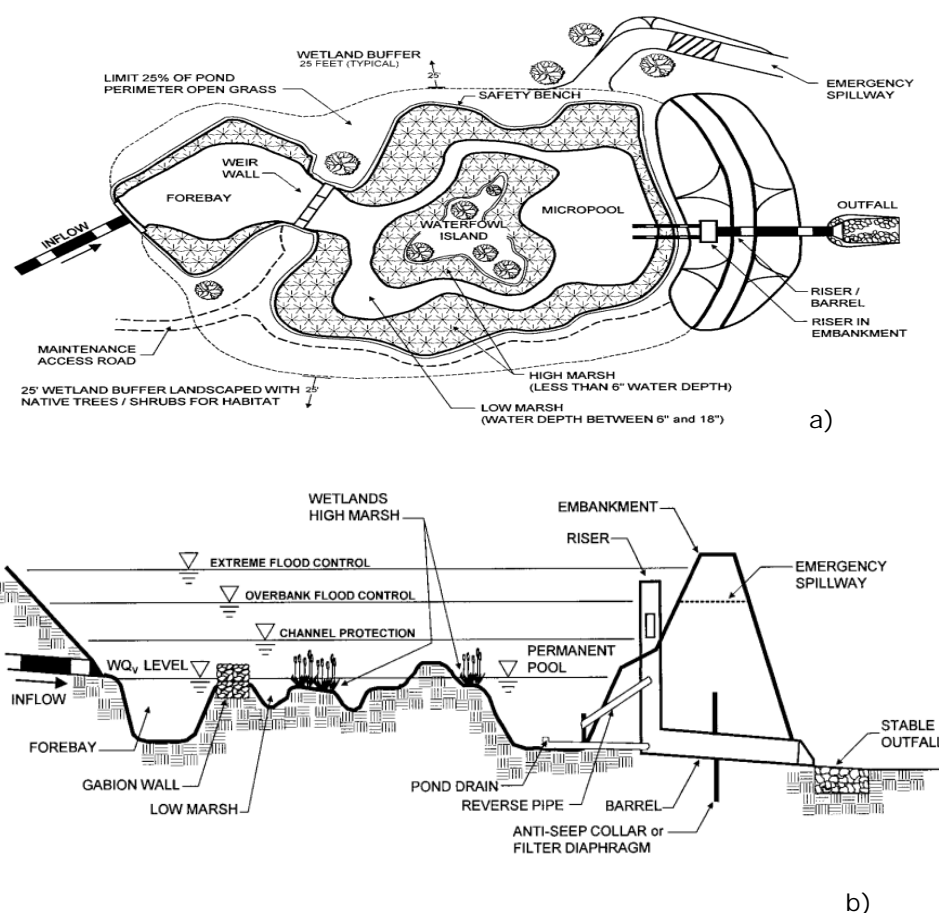 WETLAND BUFFER
25 FEET (TYPICAL)
25'
LIMIT 25% OF POND
PERIMETER OPEN GRASS
SAFETY BENCH
EMERGENCY
SPILLWAY
WEIR
WALL
FOREBAY
INFLOW
WATERFOWL
ISLAND
MICROPOOL
OUTFALL
RISER /
BARREL
RISER IN
EMBANKMENT
MAINTENANCE
ACCESS ROAD
HIGH MARSH
(LESS THAN 6" WATER DEPTH)
25' WETLAND BUFFER LANDSCAPED WITH
NATIVE TREES / SHRUBS FOR HABITAT
25'
LOW MARSH
(WATER DEPTH BETWEEN 6" and 18")
a)
WETLANDS
HIGH MARSH
EMBANKMENT
RISER
EXTREME FLOOD CONTROL
EMERGENCY
SPILLWAY
OVERBANK FLOOD CONTROL
CHANNEL PROTECTION
WQv LEVEL
PERMANENT
POOL
INFLOW
FOREBAY
GABION WALL
LOW MARSH
POND DRAIN
REVERSE PIPE
BARREL
STABLE
OUTFALL
ANTI-SEEP COLLAR or
FILTER DIAPHRAGM
b)